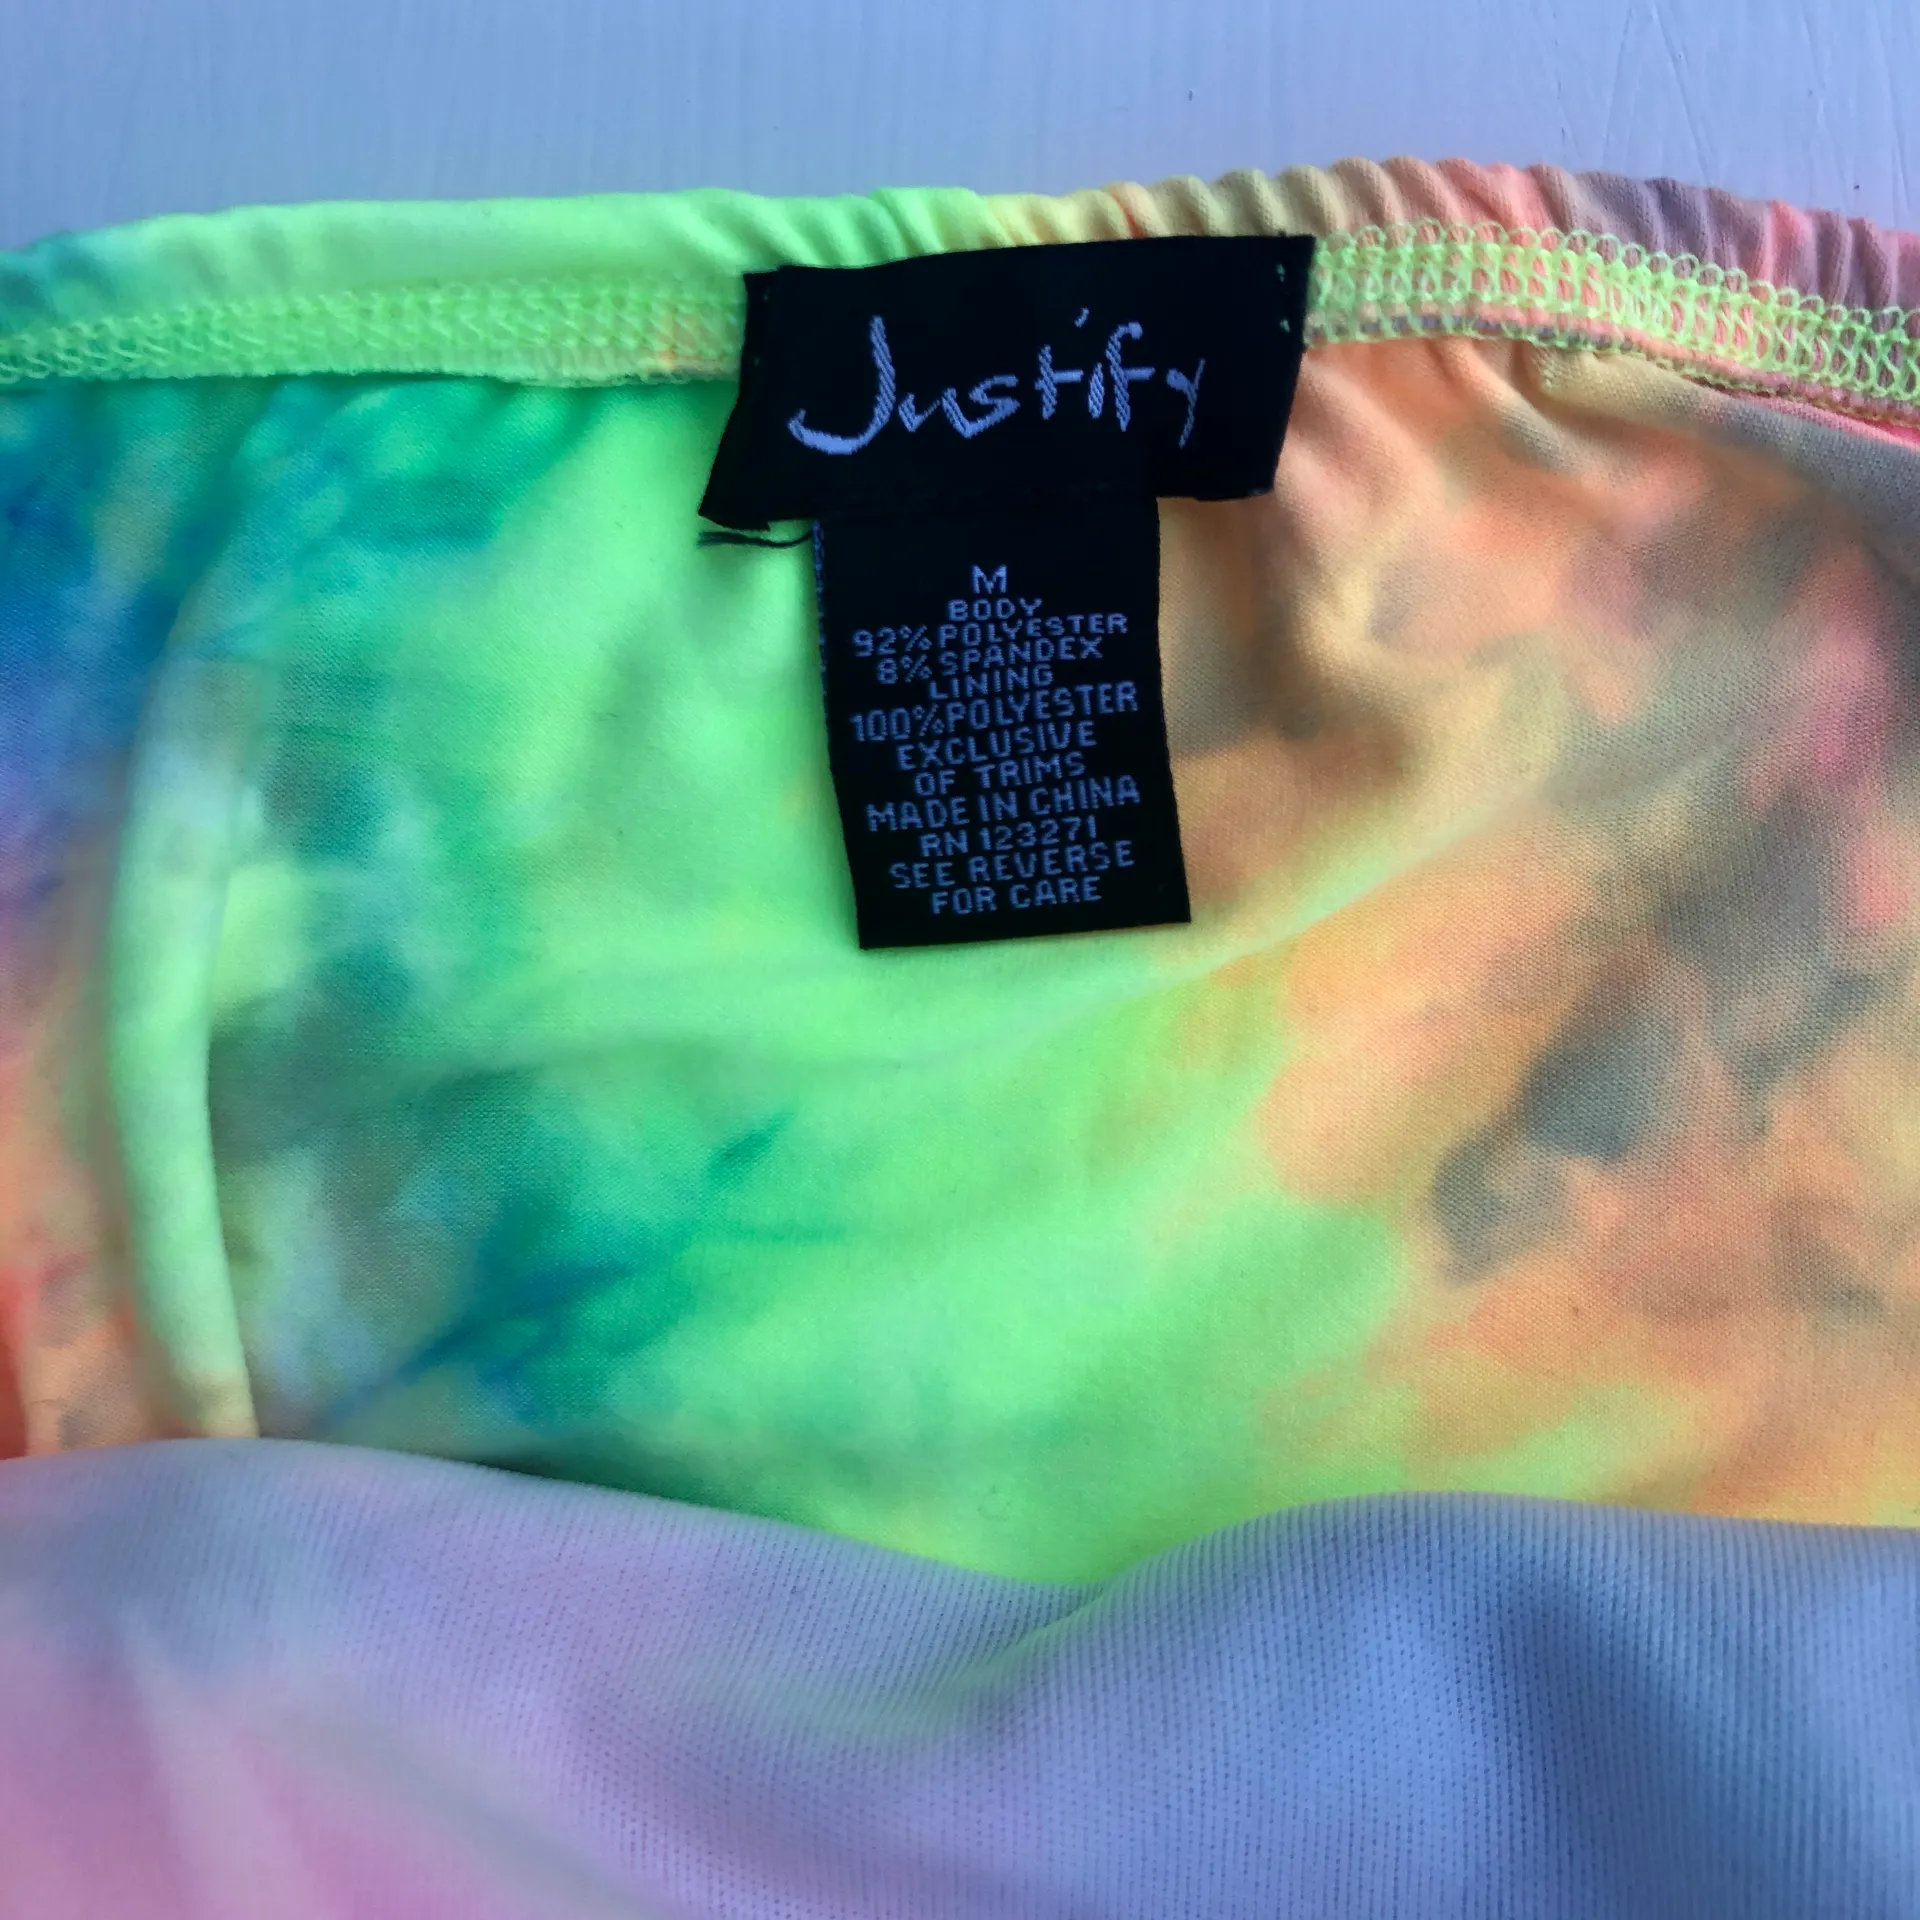 Justify
M
BODY
92% POLYESTER
8% SPANDEX
LINING
100%POLYESTER
EXCLUSIVE
OF TRIMS
MADE IN CHINA
RN 123271
SEE REVERSE
FOR CARE